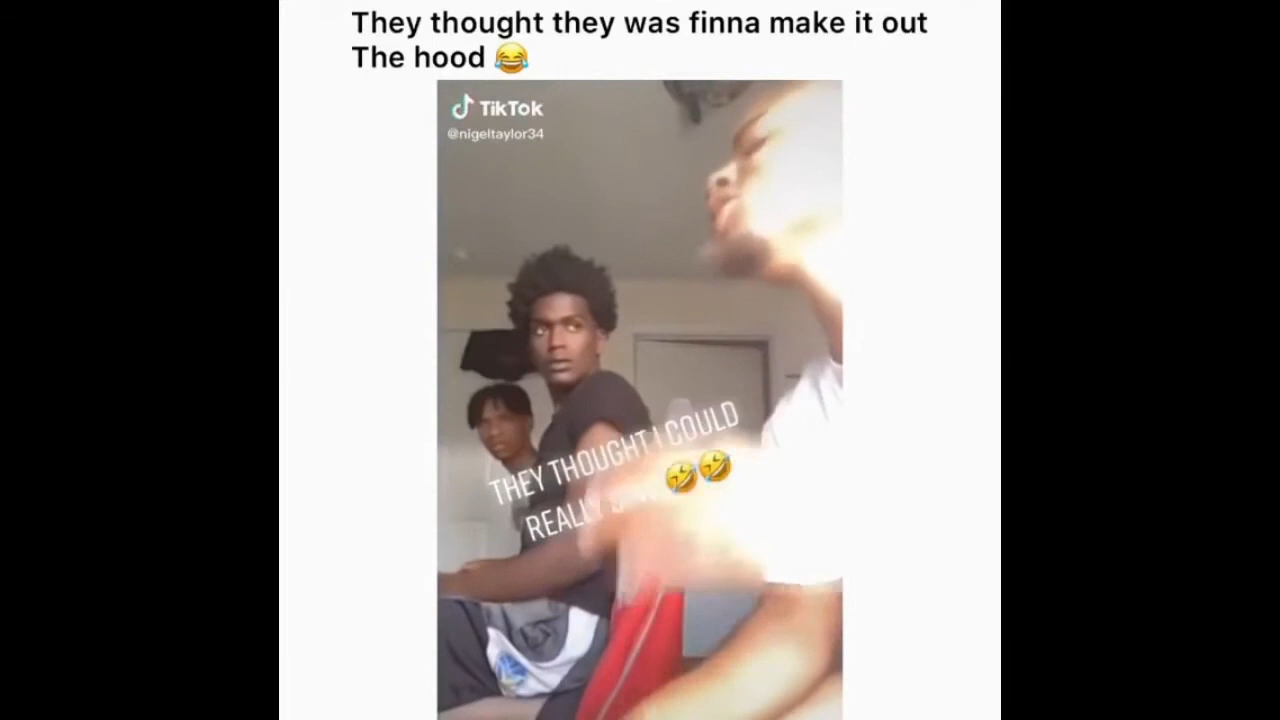 They thought they was finna make it out
The hood 😂
TikTok
@nigeltaylor34
THEY THOUGHT I COULD
REALLY 🤣🤣